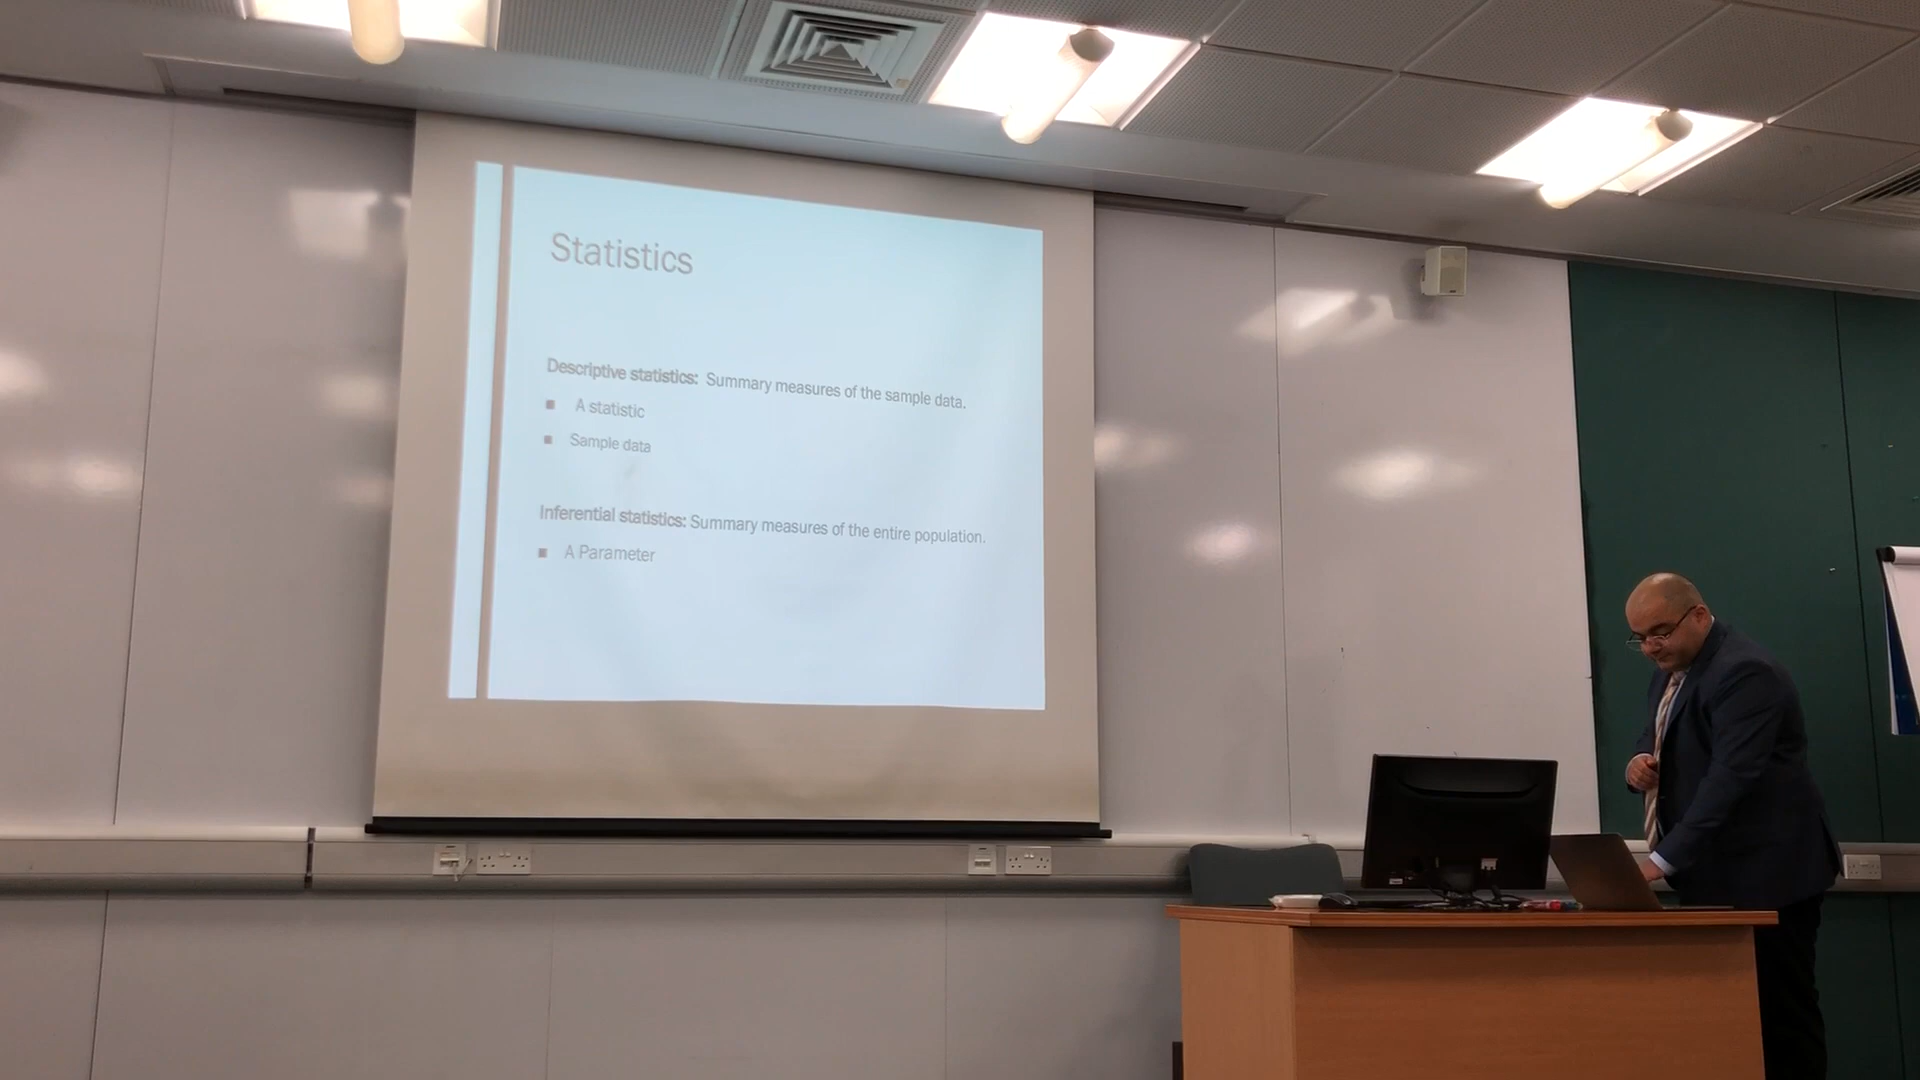 Statistics
Descriptive statistics: Summary measures of the sample data.
A statistic
Sample data
Inferential statistics: Summary measures of the entire population.
A Parameter